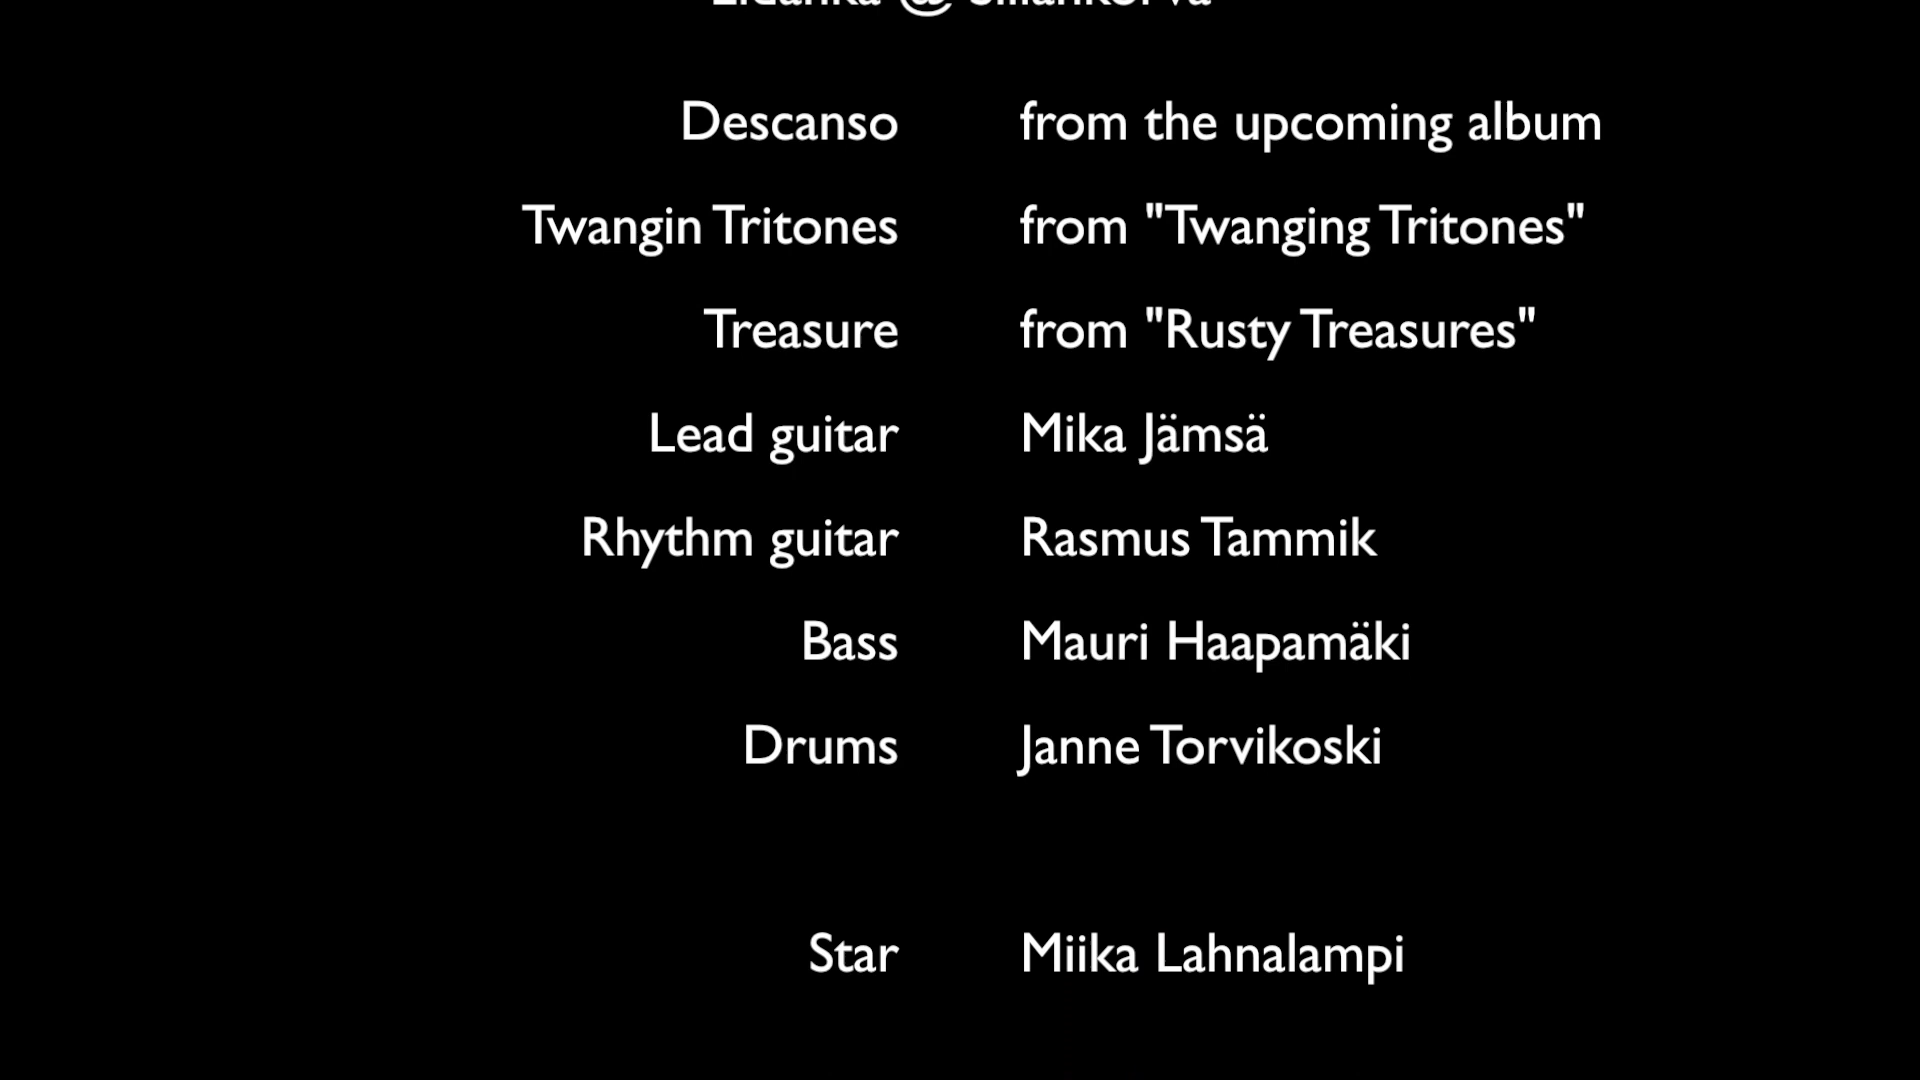 Descanso from the upcoming album
Twangin Tritones from "Twanging Tritones"
Treasure from "Rusty Treasures"
Lead guitar Mika Jämsä
Rhythm guitar Rasmus Tammik
Bass Mauri Haapamäki
Drums Janne Torvikoski
Star Miika Lahnalampi